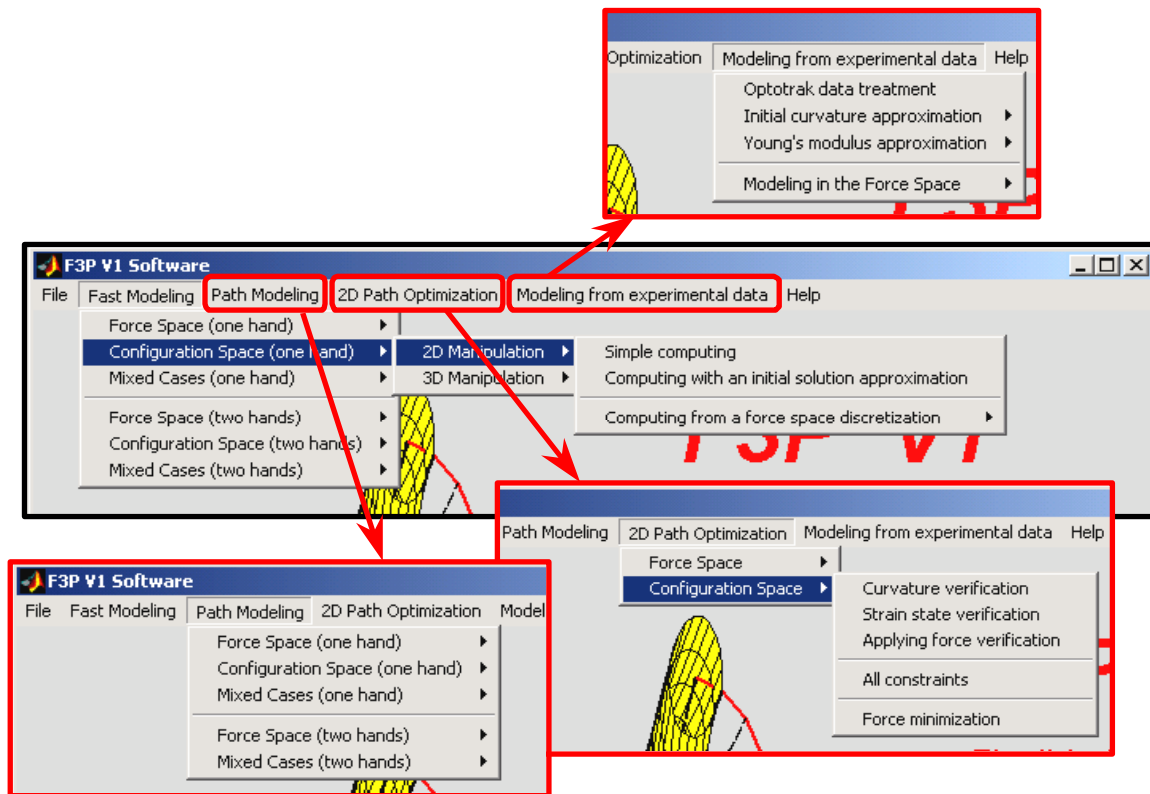 Optimization Modeling from experimental data Help
Optotrak data treatment
Initial curvature approximation
Young's modulus approximation
Modeling in the Force Space
F3P V1 Software
File Fast Modeling Path Modeling 2D Path Optimization Modeling from experimental data Help
Force Space (one hand)
Configuration Space (one hand)
Mixed Cases (one hand)
Force Space (two hands)
Configuration Space (two hands)
Mixed Cases (two hands)
2D Manipulation
3D Manipulation
Simple computing
Computing with an initial solution approximation
Computing from a force space discretization
F3P V1
Path Modeling 2D Path Optimization Modeling from experimental data Help
Force Space
Configuration Space
Curvature verification
Strain state verification
Applying force verification
All constraints
Force minimization
F3P V1 Software
File Fast Modeling Path Modeling 2D Path Optimization Model
Force Space (one hand)
Configuration Space (one hand)
Mixed Cases (one hand)
Force Space (two hands)
Mixed Cases (two hands)